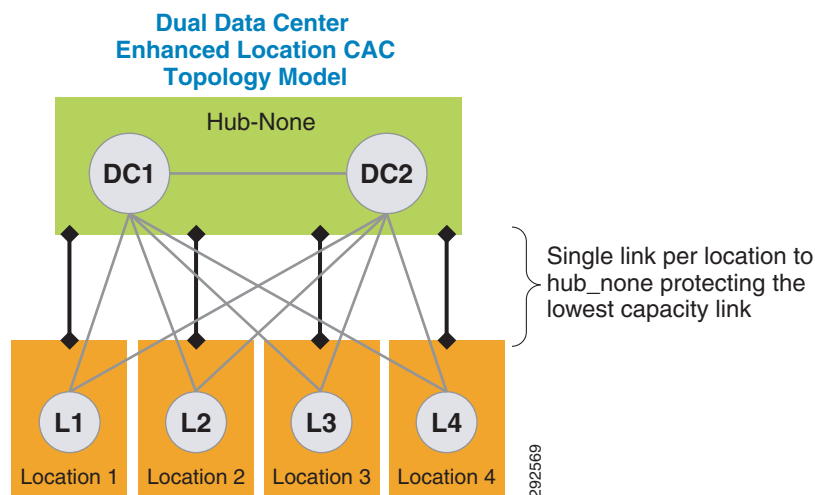 Dual Data Center
Enhanced Location CAC
Topology Model
Hub-None
DC1
DC2
Single link per location to
hub_none protecting the
lowest capacity link
L1
L2
L3
L4
Location 1
Location 2
Location 3
Location 4
292569